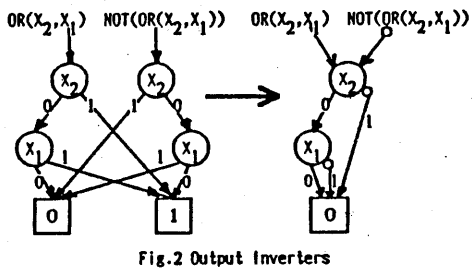 OR(X2,X1) NOT(OR(X2,X1)) OR(X2,X1) NOT(OR(X2,X1))
X2 X2 X2
0 1 1 0 0 1
X1 X1 X1
1 1
0 0 0 1
0 1 0
Fig.2 Output Inverters